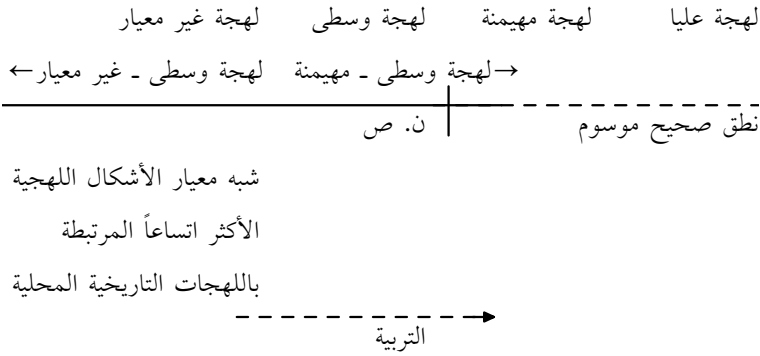 لهجة عليا لهجة مهيمنة لهجة وسطى لهجة غير معيار
→لهجة وسطى ـ مهيمنة لهجة وسطى ـ غير معيار←
نطق صحيح موسوم ن. ص
شبه معيار الأشكال اللهجية
الأكثر اتساعاً المرتبطة
باللهجات التاريخية المحلية
التربية